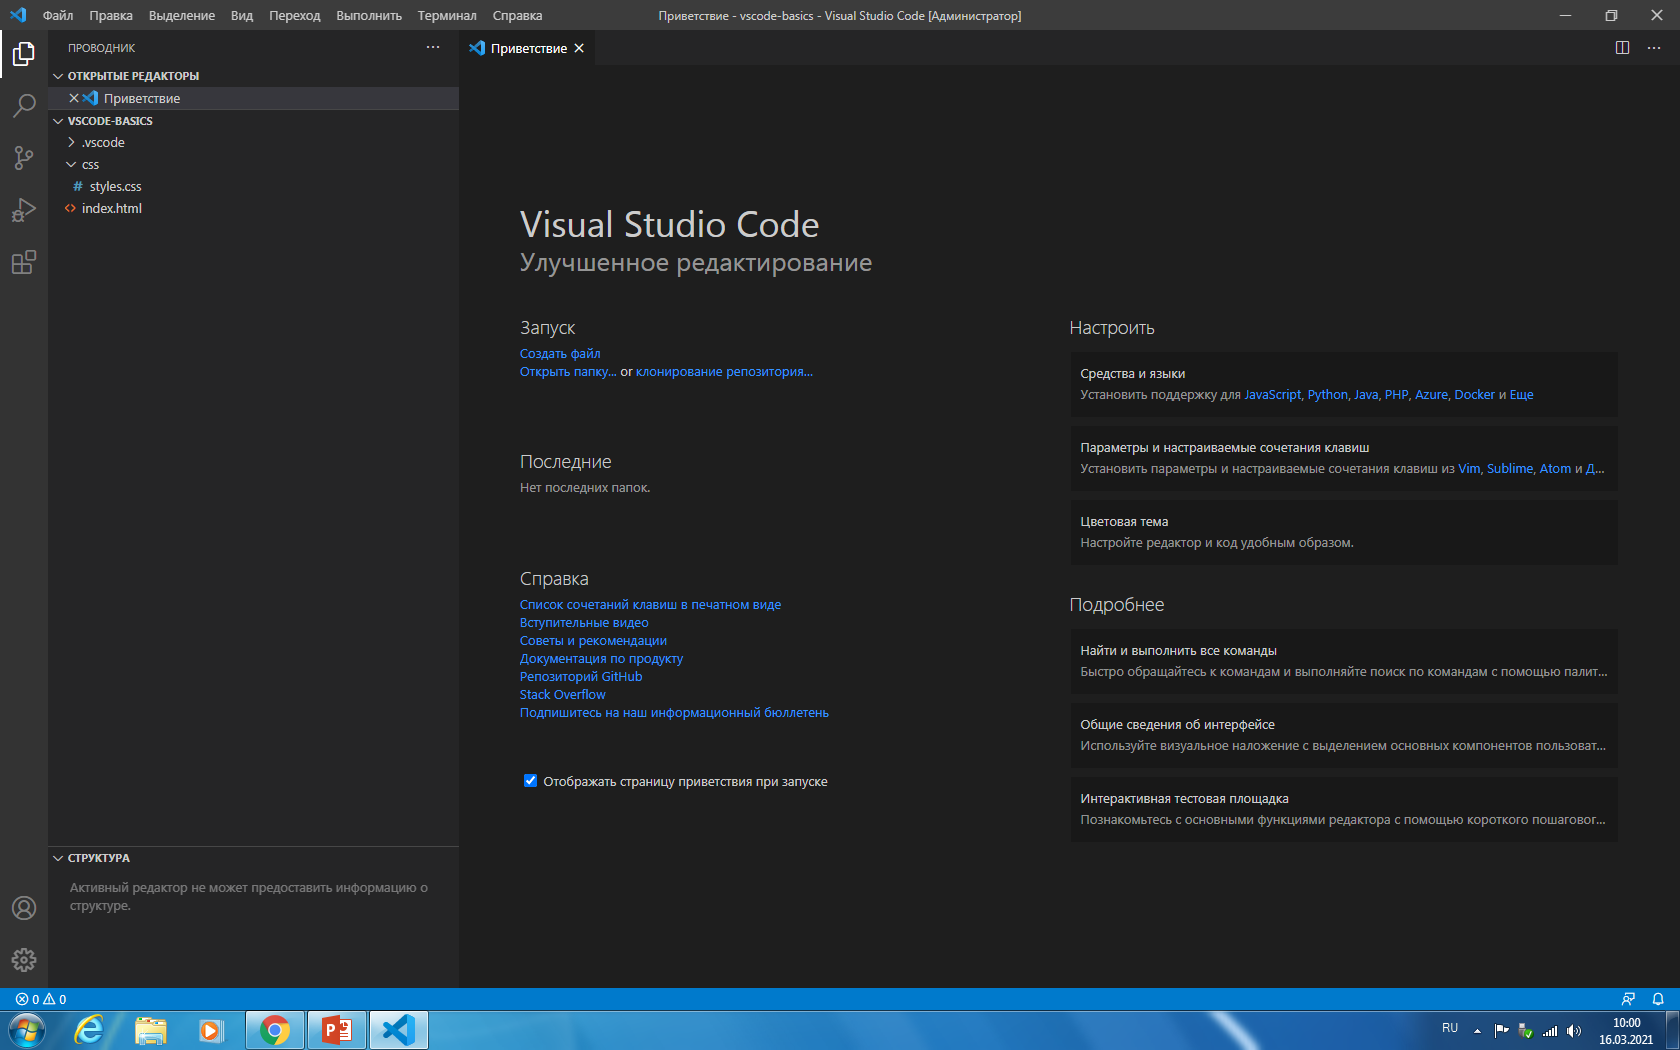 Файл Правка Выделение Вид Переход Выполнить Терминал Справка
Приветствие - vscode-basics - Visual Studio Code [Администратор]
ПРОВОДНИК
Приветствие
ОТКРЫТЫЕ РЕДАКТОРЫ
Приветствие
VSCODE-BASICS
.vscode
css
# styles.css
<> index.html
Visual Studio Code
Улучшенное редактирование
Запуск
Создать файл
Открыть папку... or клонирование репозитория...
Последние
Нет последних папок.
Справка
Список сочетаний клавиш в печатном виде
Вступительные видео
Советы и рекомендации
Документация по продукту
Репозиторий GitHub
Stack Overflow
Подпишитесь на наш информационный бюллетень
Отображать страницу приветствия при запуске
Настроить
Средства и языки
Установить поддержку для JavaScript, Python, Java, PHP, Azure, Docker и Еще
Параметры и настраиваемые сочетания клавиш
Установить параметры и настраиваемые сочетания клавиш из Vim, Sublime, Atom и Д...
Цветовая тема
Настройте редактор и код удобным образом.
Подробнее
Найти и выполнить все команды
Быстро обращайтесь к командам и выполняйте поиск по командам с помощью палит...
Общие сведения об интерфейсе
Используйте визуальное наложение с выделением основных компонентов пользоват...
Интерактивная тестовая площадка
Познакомьтесь с основными функциями редактора с помощью короткого пошаговог...
СТРУКТУРА
Активный редактор не может предоставить информацию о
структуре.
0 0
RU
10:00
16.03.2021